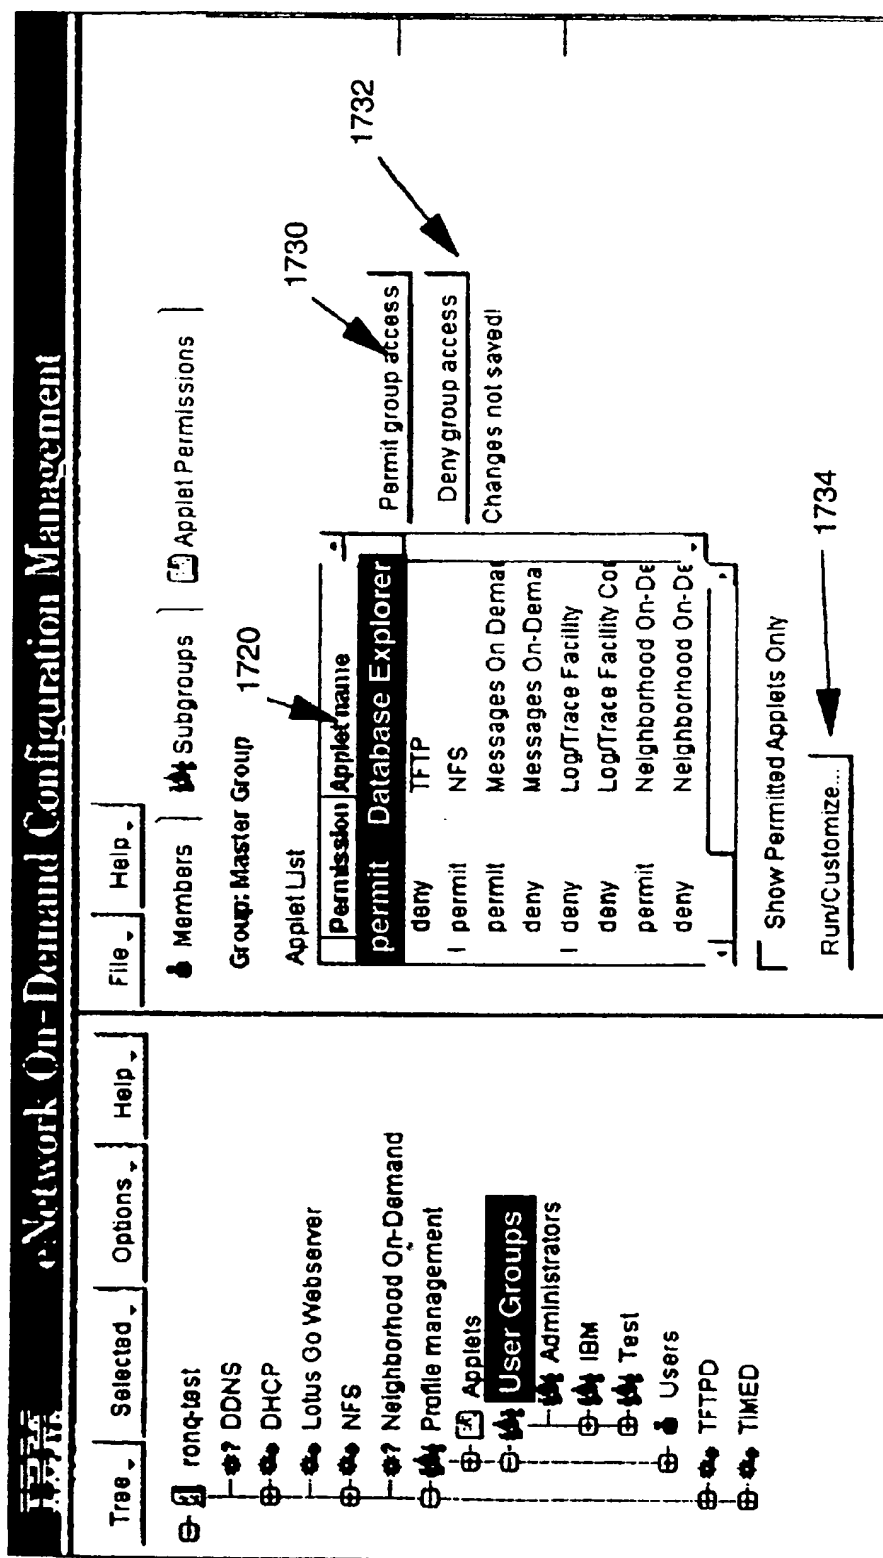 IBM eNetwork On-Demand Configuration Management
Tree Selected Options Help
ronq-test
? DDNS
DHCP
Lotus Go Webserver
NFS
? Neighborhood On-Demand
Profile management
Applets
User Groups
Administrators
IBM
Test
Users
TFTPD
TIMED
File Help
Members Subgroups Applet Permissions
Group: Master Group
1720
Applet List
Permission Applet name
permit Database Explorer
deny TFTP
permit NFS
permit Messages On Deman
deny Messages On-Dema
deny Log/Trace Facility
deny Log/Trace Facility Con
permit Neighborhood On-De
deny Neighborhood On-De
Permit group access
1730
Deny group access
1732
Changes not saved!
Show Permitted Applets Only
Run/Customize...
1734